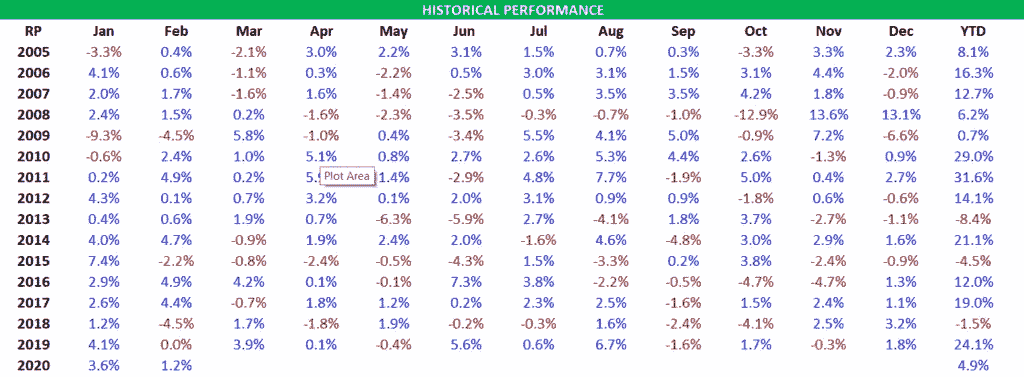 HISTORICAL PERFORMANCE
RP Jan Feb Mar Apr May Jun Jul Aug Sep Oct Nov Dec YTD
2005 -3.3% 0.4% -2.1% 3.0% 2.2% 3.1% 1.5% 0.7% 0.3% -3.3% 3.3% 2.3% 8.1%
2006 4.1% 0.6% -1.1% 0.3% -2.2% 0.5% 3.0% 3.1% 1.5% 3.1% 4.4% -2.0% 16.3%
2007 2.0% 1.7% -1.6% 1.6% -1.4% -2.5% 0.5% 3.5% 3.5% 4.2% 1.8% -0.9% 12.7%
2008 2.4% 1.5% 0.2% -1.6% -2.3% -3.5% -0.3% -0.7% -1.0% -12.9% 13.6% 13.1% 6.2%
2009 -9.3% -4.5% 5.8% -1.0% 0.4% -3.4% 5.5% 4.1% 5.0% -0.9% 7.2% -6.6% 0.7%
2010 -0.6% 2.4% 1.0% 5.1% 0.8% 2.7% 2.6% 5.3% 4.4% 2.6% -1.3% 0.9% 29.0%
2011 0.2% 4.9% 0.2% Plot Area 1.4% -2.9% 4.8% 7.7% -1.9% 5.0% 0.4% 2.7% 31.6%
2012 4.3% 0.1% 0.7% 3.2% 0.1% 2.0% 3.1% 0.9% 0.9% -1.8% 0.6% -0.6% 14.1%
2013 0.4% 0.6% 1.9% 0.7% -6.3% -5.9% 2.7% -4.1% 1.8% 3.7% -2.7% -1.1% -8.4%
2014 4.0% 4.7% -0.9% 1.9% 2.4% 2.0% -1.6% 4.6% -4.8% 3.0% 2.9% 1.6% 21.1%
2015 7.4% -2.2% -0.8% -2.4% -0.5% -4.3% 1.5% -3.3% 0.2% 3.8% -2.4% -0.9% -4.5%
2016 2.9% 4.9% 4.2% 0.1% -0.1% 7.3% 3.8% -2.2% -0.5% -4.7% -4.7% 1.3% 12.0%
2017 2.6% 4.4% -0.7% 1.8% 1.2% 0.2% 2.3% 2.5% -1.6% 1.5% 2.4% 1.1% 19.0%
2018 1.2% -4.5% 1.7% -1.8% 1.9% -0.2% -0.3% 1.6% -2.4% -4.1% 2.5% 3.2% -1.5%
2019 4.1% 0.0% 3.9% 0.1% -0.4% 5.6% 0.6% 6.7% -1.6% 1.7% -0.3% 1.8% 24.1%
2020 3.6% 1.2% 4.9%